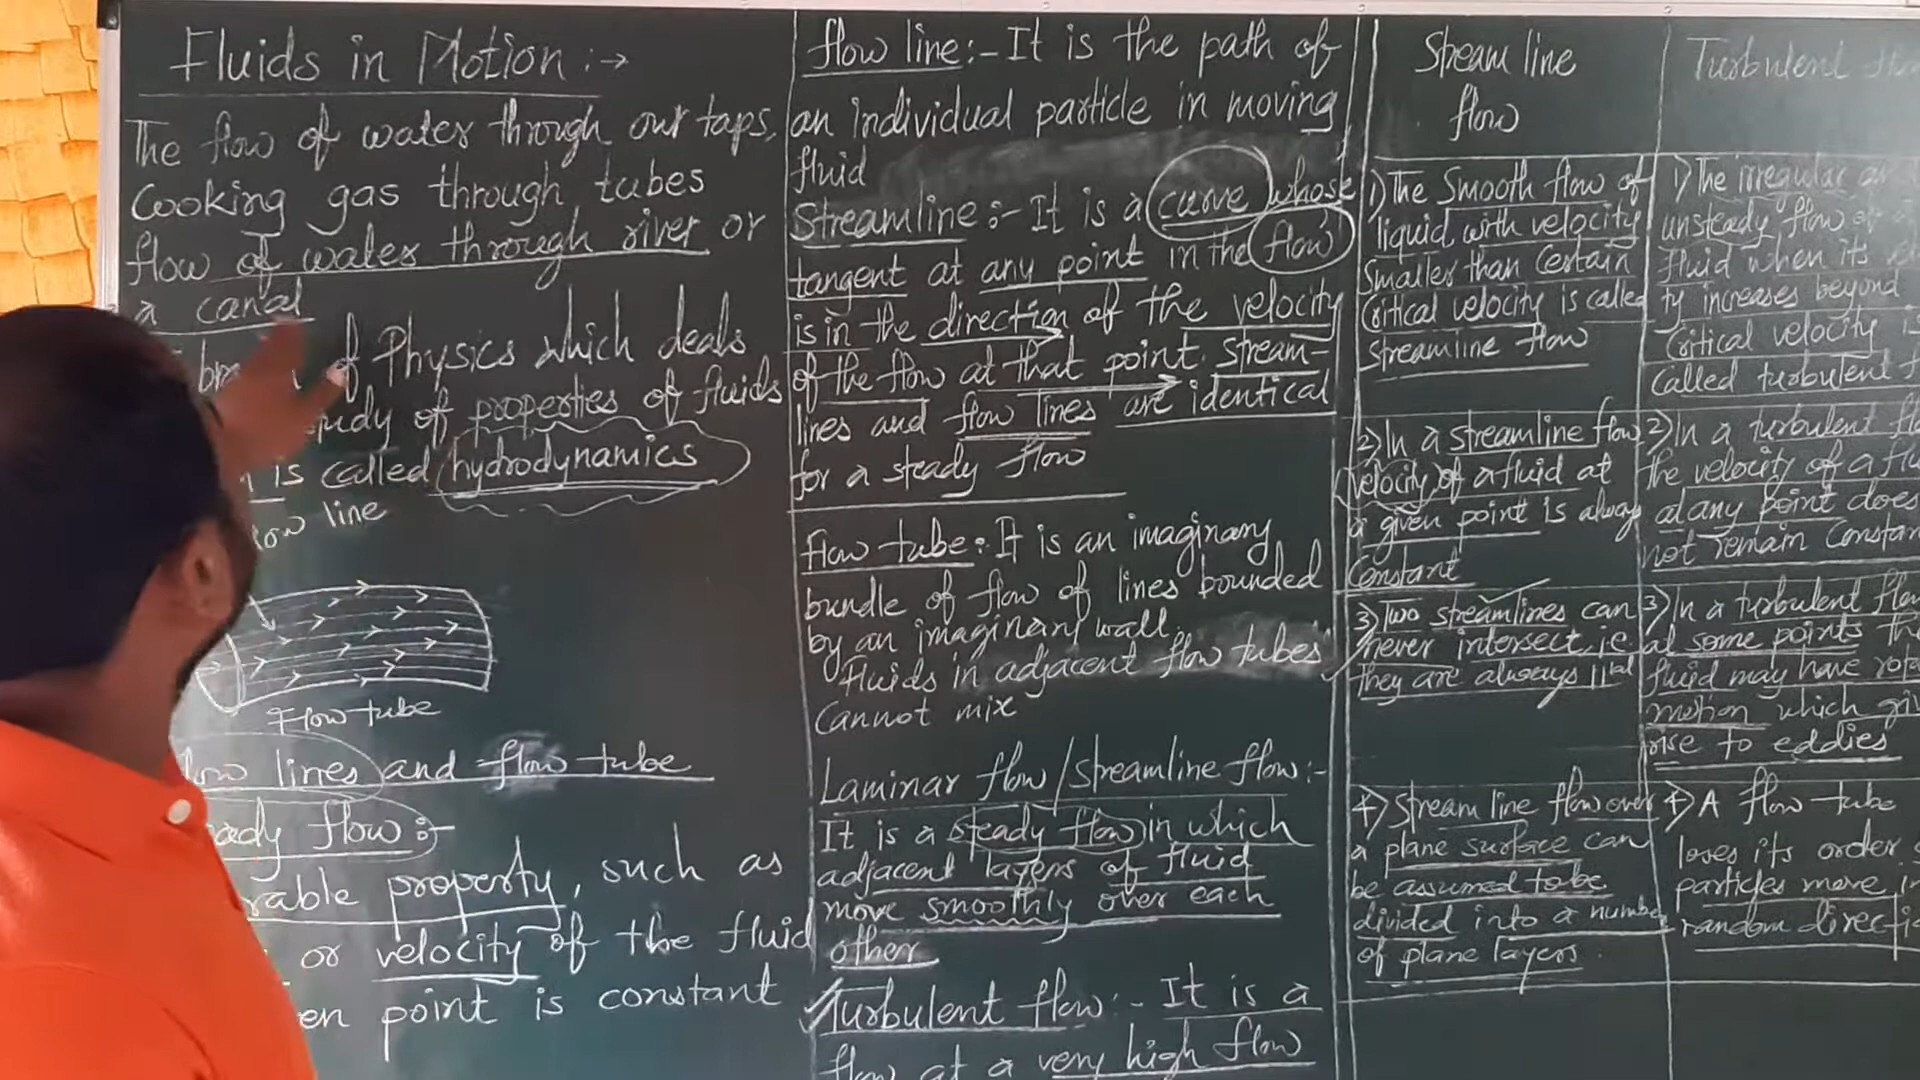 Fluids in Motion :→
The flow of water through our taps,
Cooking gas through tubes
flow of water through river or
a canal
of Physics which deals
study of properties of fluids
is called hydrodynamics
line
Flow tube
lines and flow tube
flow :-
property, such as
or velocity of the fluid
point is constant
flow line :- It is the path of
an individual particle in moving
fluid
Streamline :- It is a curve whose
tangent at any point in the flow
is in the direction of the velocity
of the flow at that point. Stream-
lines and flow lines are identical
for a steady flow
Flow tube : It is an imaginary
bundle of flow of lines bounded
by an imaginary wall.
Fluids in adjacent flow tubes
Cannot mix
Laminar flow / Streamline flow :-
It is a steady flow in which
adjacent layers of fluid
move smoothly over each
other
Turbulent flow :- It is a
flow at a very high flow
Stream line
flow
1) The Smooth flow of
liquid with velocity
Smaller than Certain
Critical velocity is called
Streamline flow
2) In a streamline flow
velocity of a fluid at
a given point is always
Constant
3) Two streamlines can
never intersect i.e.
they are always ||al
4) Stream line flow over
a plane surface can
be assumed to be
divided into a number
of plane layers.
Turbulent
1) The irregular
unsteady flow of a
fluid when its
ty increases beyond
Critical velocity
Called turbulent
2) In a turbulent
the velocity of a
at any point does
not remain
3) In a turbulent
at some points
fluid may have
motion which
rise to eddies
4) A flow tube
loses its order
particles move
random